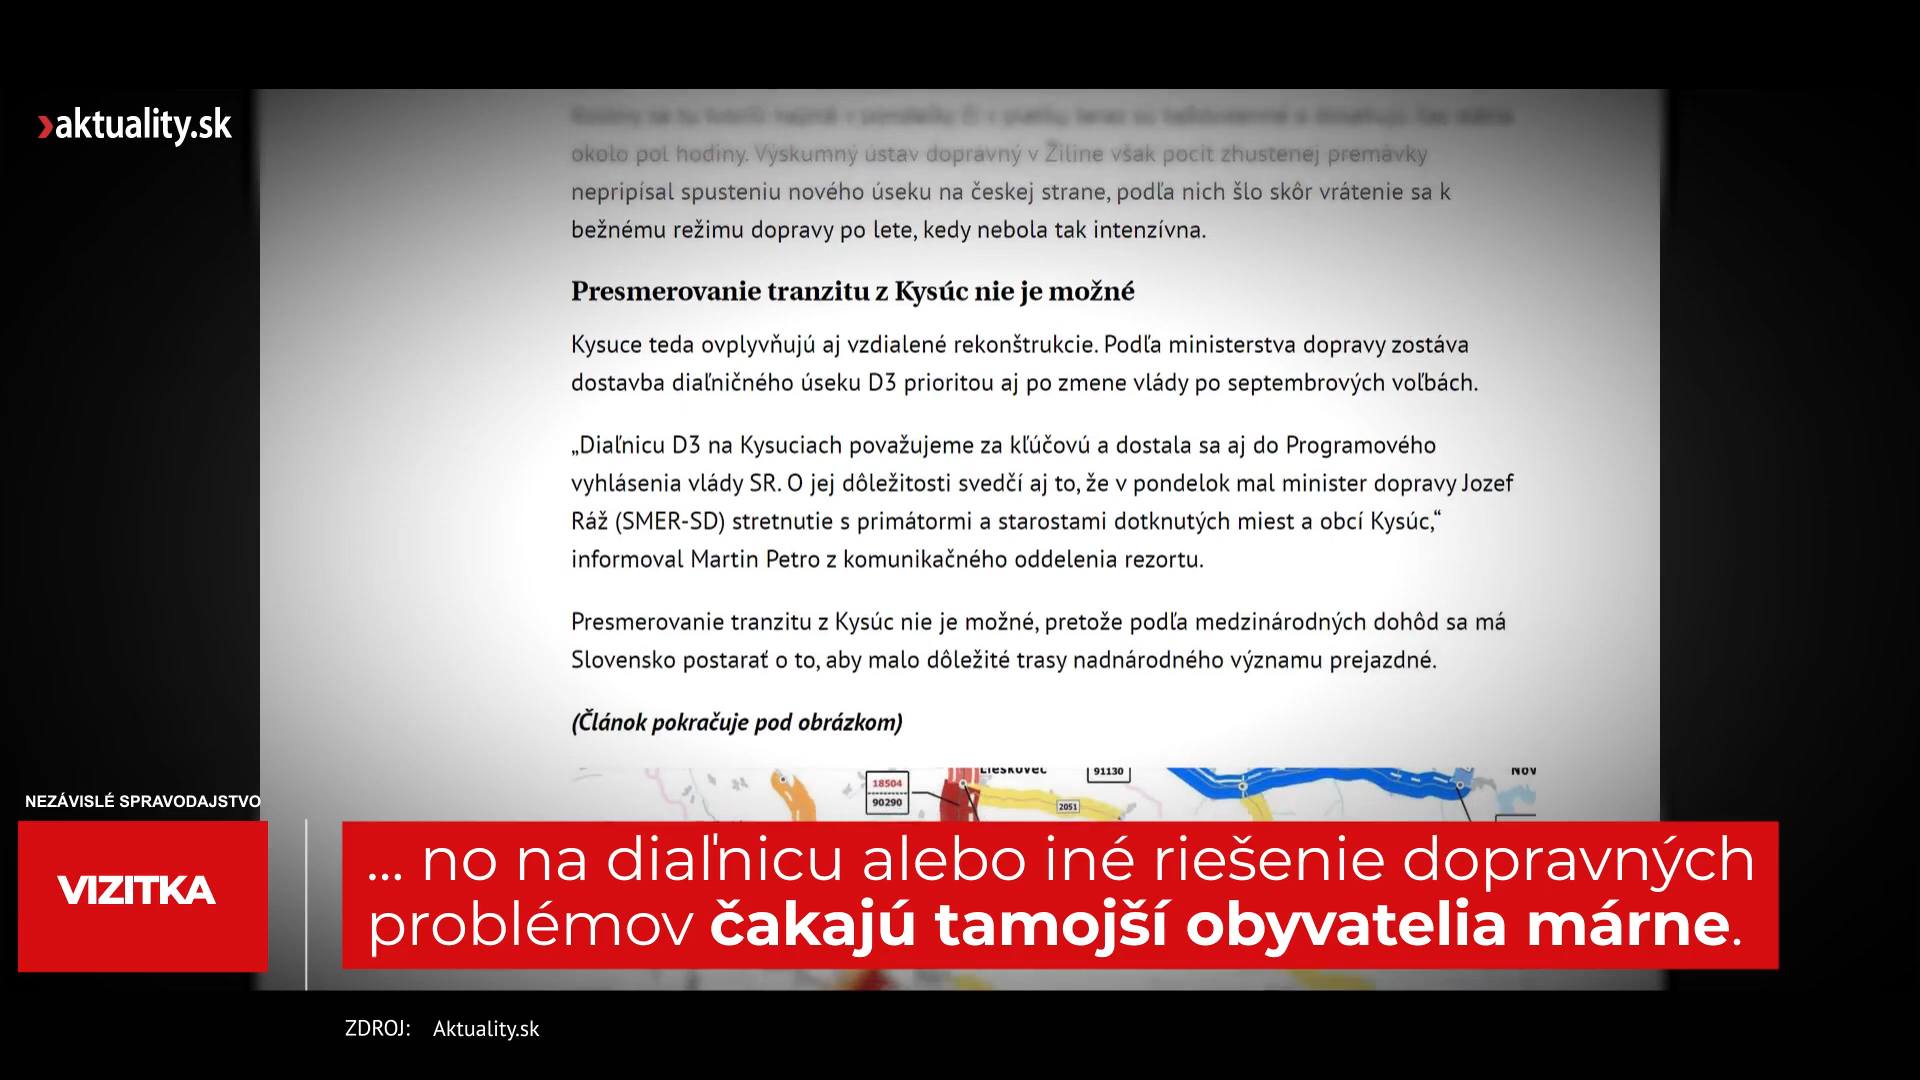 aktuality.sk
okolo pol hodiny. Výskumný ústav dopravný v Žiline však pocit zhustenej premávky
nepripísal spusteniu nového úseku na českej strane, podľa nich šlo skôr vrátenie sa k
bežnému režimu dopravy po lete, kedy nebola tak intenzívna.
Presmerovanie tranzitu z Kysúc nie je možné
Kysuce teda ovplyvňujú aj vzdialené rekonštrukcie. Podľa ministerstva dopravy zostáva
dostavba diaľničného úseku D3 prioritou aj po zmene vlády po septembrových voľbách.
„Diaľnicu D3 na Kysuciach považujeme za kľúčovú a dostala sa aj do Programového
vyhlásenia vlády SR. O jej dôležitosti svedčí aj to, že v pondelok mal minister dopravy Jozef
Ráž (SMER-SD) stretnutie s primátormi a starostami dotknutých miest a obcí Kysúc,“
informoval Martin Petro z komunikačného oddelenia rezortu.
Presmerovanie tranzitu z Kysúc nie je možné, pretože podľa medzinárodných dohôd sa má
Slovensko postarať o to, aby malo dôležité trasy nadnárodného významu prejazdné.
(Článok pokračuje pod obrázkom)
Lieskovec
91130
18504
90290
2051
NEZÁVISLÉ SPRAVODAJSTVO
VIZITKA
... no na diaľnicu alebo iné riešenie dopravných
problémov čakajú tamojší obyvatelia márne.
ZDROJ: Aktuality.sk